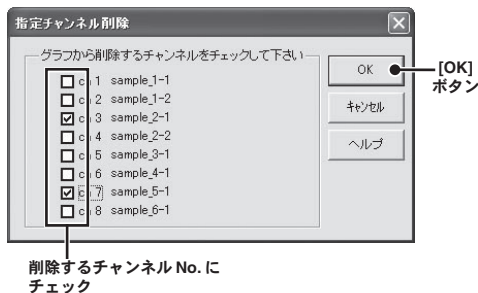 指定チャンネル削除
グラフから削除するチャンネルをチェックして下さい
ch 1 sample_1-1
ch 2 sample_1-2
ch 3 sample_2-1
ch 4 sample_2-2
ch 5 sample_3-1
ch 6 sample_4-1
ch 7 sample_5-1
ch 8 sample_6-1
OK
キャンセル
ヘルプ
[OK]
ボタン
削除するチャンネル No. に
チェック